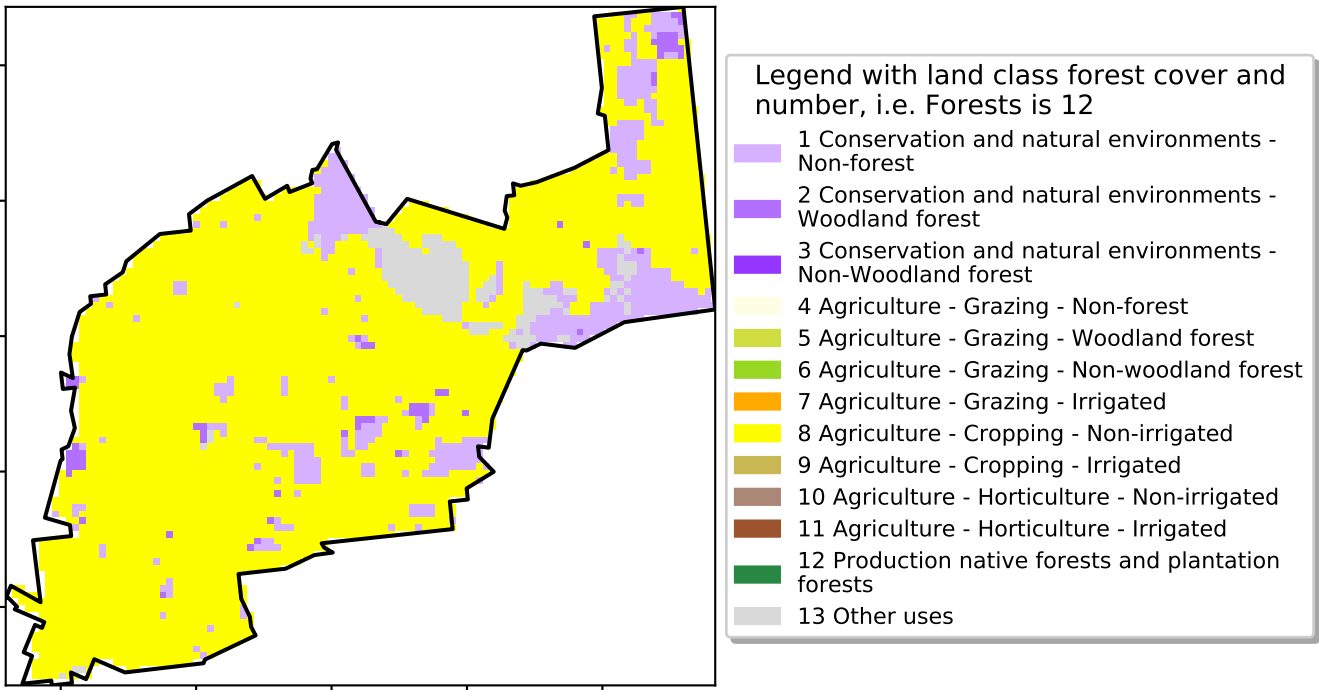 Legend with land class forest cover and
number, i.e. Forests is 12
1 Conservation and natural environments -
Non-forest
2 Conservation and natural environments -
Woodland forest
3 Conservation and natural environments -
Non-Woodland forest
4 Agriculture - Grazing - Non-forest
5 Agriculture - Grazing - Woodland forest
6 Agriculture - Grazing - Non-woodland forest
7 Agriculture - Grazing - Irrigated
8 Agriculture - Cropping - Non-irrigated
9 Agriculture - Cropping - Irrigated
10 Agriculture - Horticulture - Non-irrigated
11 Agriculture - Horticulture - Irrigated
12 Production native forests and plantation
forests
13 Other uses